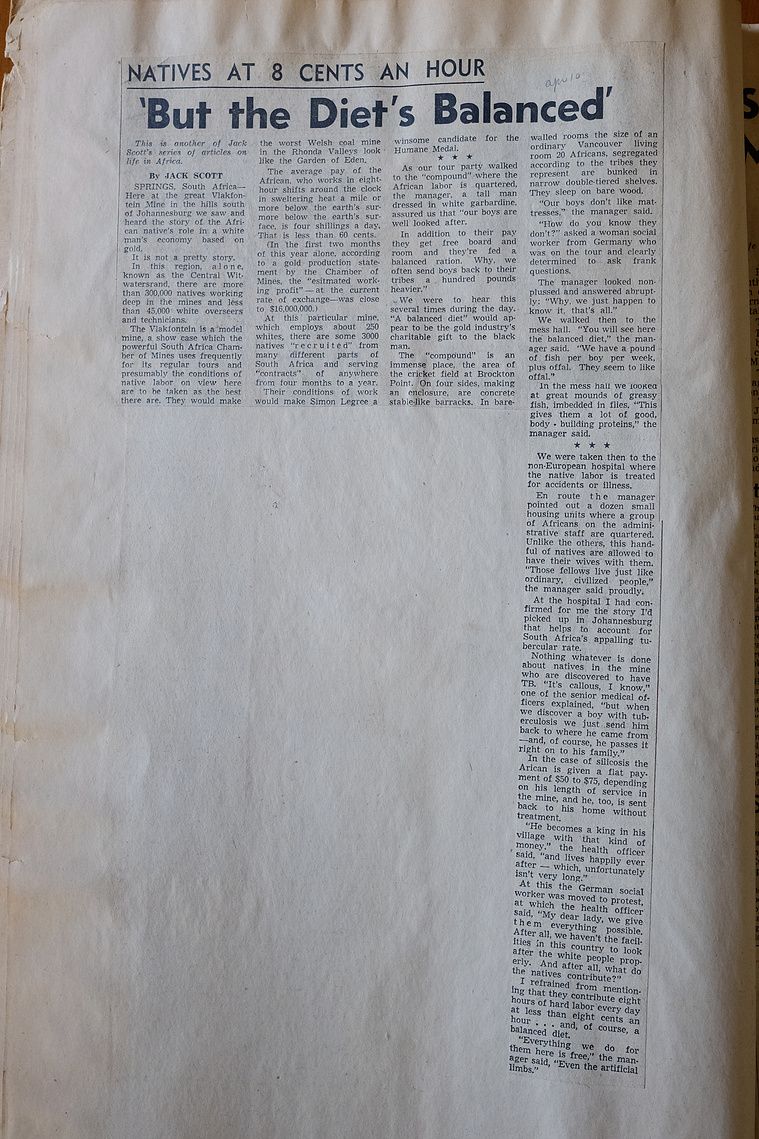 NATIVES AT 8 CENTS AN HOUR
'But the Diet's Balanced'
This is another of Jack
Scott's series of articles on
life in Africa.
By JACK SCOTT
SPRINGS, South Africa—
Here at the great Vlakfon-
tein Mine in the hills south
of Johannesburg we saw and
heard the story of the Afri-
can native's role in a white
man's economy based on
gold.
It is not a pretty story.
In this region, alone,
known as the Central Wit-
watersrand, there are more
than 300,000 natives working
deep in the mines and less
than 45,000 white overseers
and technicians.
The Vlakfontein is a model
mine, a show case which the
powerful South Africa Cham-
ber of Mines uses frequently
for its regular tours and
presumably the conditions of
native labor on view here
are to be taken as the best
there are. They would make
the worst Welsh coal mine
in the Rhonda Valleys look
like the Garden of Eden.
The average pay of the
African, who works in eight-
hour shifts around the clock
in sweltering heat a mile or
more below the earth's sur-
more below the earth's sur-
face, is four shillings a day.
That is less than 60 cents.
(In the first two months
of this year alone, according
to a gold production state-
ment by the Chamber of
Mines, the "esitmated work-
ing profit"—at the current
rate of exchange—was close
to $16,000,000.)
At this particular mine,
which employs about 250
whites, there are some 3000
natives "recruited" from
many different parts of
South Africa and serving
"contracts" of anywhere
from four months to a year.
Their conditions of work
would make Simon Legree a
winsome candidate for the
Humane Medal.
★ ★ ★
As our tour party walked
to the "compound" where the
African labor is quartered,
the manager, a tall man
dressed in white gabardine,
assured us that "our boys are
well looked after.
In addition to their pay
they get free board and
room and they're fed a
balanced ration. Why, we
often send boys back to their
tribes a hundred pounds
heavier."
We were to hear this
several times during the day.
"A balanced diet" would ap-
pear to be the gold industry's
charitable gift to the black
man.
The "compound" is an
immense place, the area of
the cricket field at Brockton
Point. On four sides, making
an enclosure, are concrete
stable-like barracks. In bare-
walled rooms the size of an
ordinary Vancouver living
room 20 Africans, segregated
according to the tribes they
represent are bunked in
narrow double-tiered shelves.
They sleep on bare wood.
"Our boys don't like mat-
tresses," the manager said.
"How do you know they
don't?" asked a woman social
worker from Germany who
was on the tour and clearly
determined to ask frank
questions.
The manager looked non-
plussed and answered abrupt-
ly: "Why, we just happen to
know it, that's all."
We walked then to the
mess hall. "You will see here
the balanced diet," the man-
ager said. "We have a pound
of fish per boy per week,
plus offal. They seem to like
offal."
In the mess hall we looked
at great mounds of greasy
fish, imbedded in flies. "This
gives them a lot of good,
body - building proteins," the
manager said.
★ ★ ★
We were taken then to the
non-European hospital where
the native labor is treated
for accidents or illness.
En route the manager
pointed out a dozen small
housing units where a group
of Africans on the admini-
strative staff are quartered.
Unlike the others, this hand-
ful of natives are allowed to
have their wives with them.
"Those fellows live just like
ordinary, civilized people,"
the manager said proudly.
At the hospital I had con-
firmed for me the story I'd
picked up in Johannesburg
that helps to account for
South Africa's appalling tu-
bercular rate.
Nothing whatever is done
about natives in the mine
who are discovered to have
TB. "It's callous, I know,"
one of the senior medical of-
ficers explained, "but when
we discover a boy with tub-
erculosis we just send him
back to where he came from
—and, of course, he passes it
right on to his family."
In the case of silicosis the
Arican is given a flat pay-
ment of $50 to $75, depending
on his length of service in
the mine, and he, too, is sent
back to his home without
treatment.
"He becomes a king in his
village with that kind of
money," the health officer
said, "and lives happily ever
after — which, unfortunately
isn't very long."
At this the German social
worker was moved to protest,
at which the health officer
said, "My dear lady, we give
them everything possible.
After all, we haven't the facil-
ities in this country to look
after the white people prop-
erly. And after all, what do
the natives contribute?"
I refrained from mention-
ing that they contribute eight
hours of hard labor every day
at less than eight cents an
hour . . . and, of course, a
balanced diet.
"Everything we do for
them here is free," the man-
ager said, "Even the artificial
limbs."